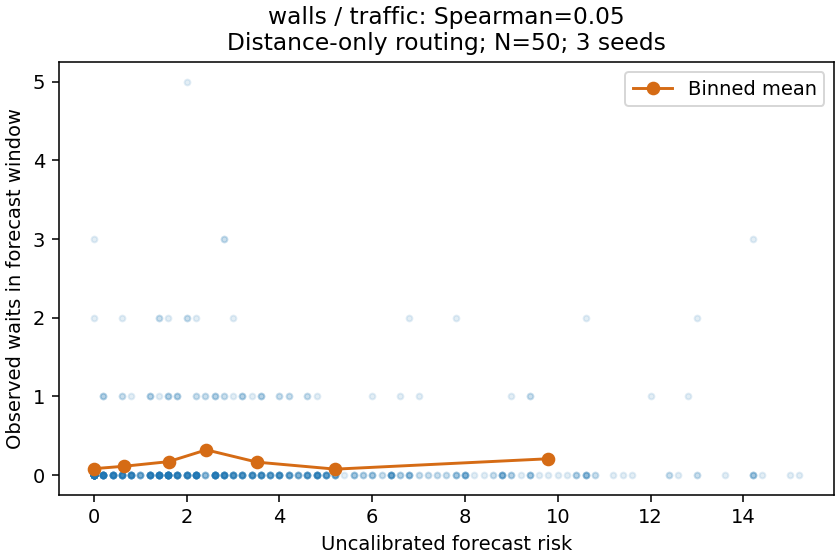 walls / traffic: Spearman=0.05
Distance-only routing; N=50; 3 seeds
Binned mean
Observed waits in forecast window
5
4
3
2
1
0
0 2 4 6 8 10 12 14
Uncalibrated forecast risk